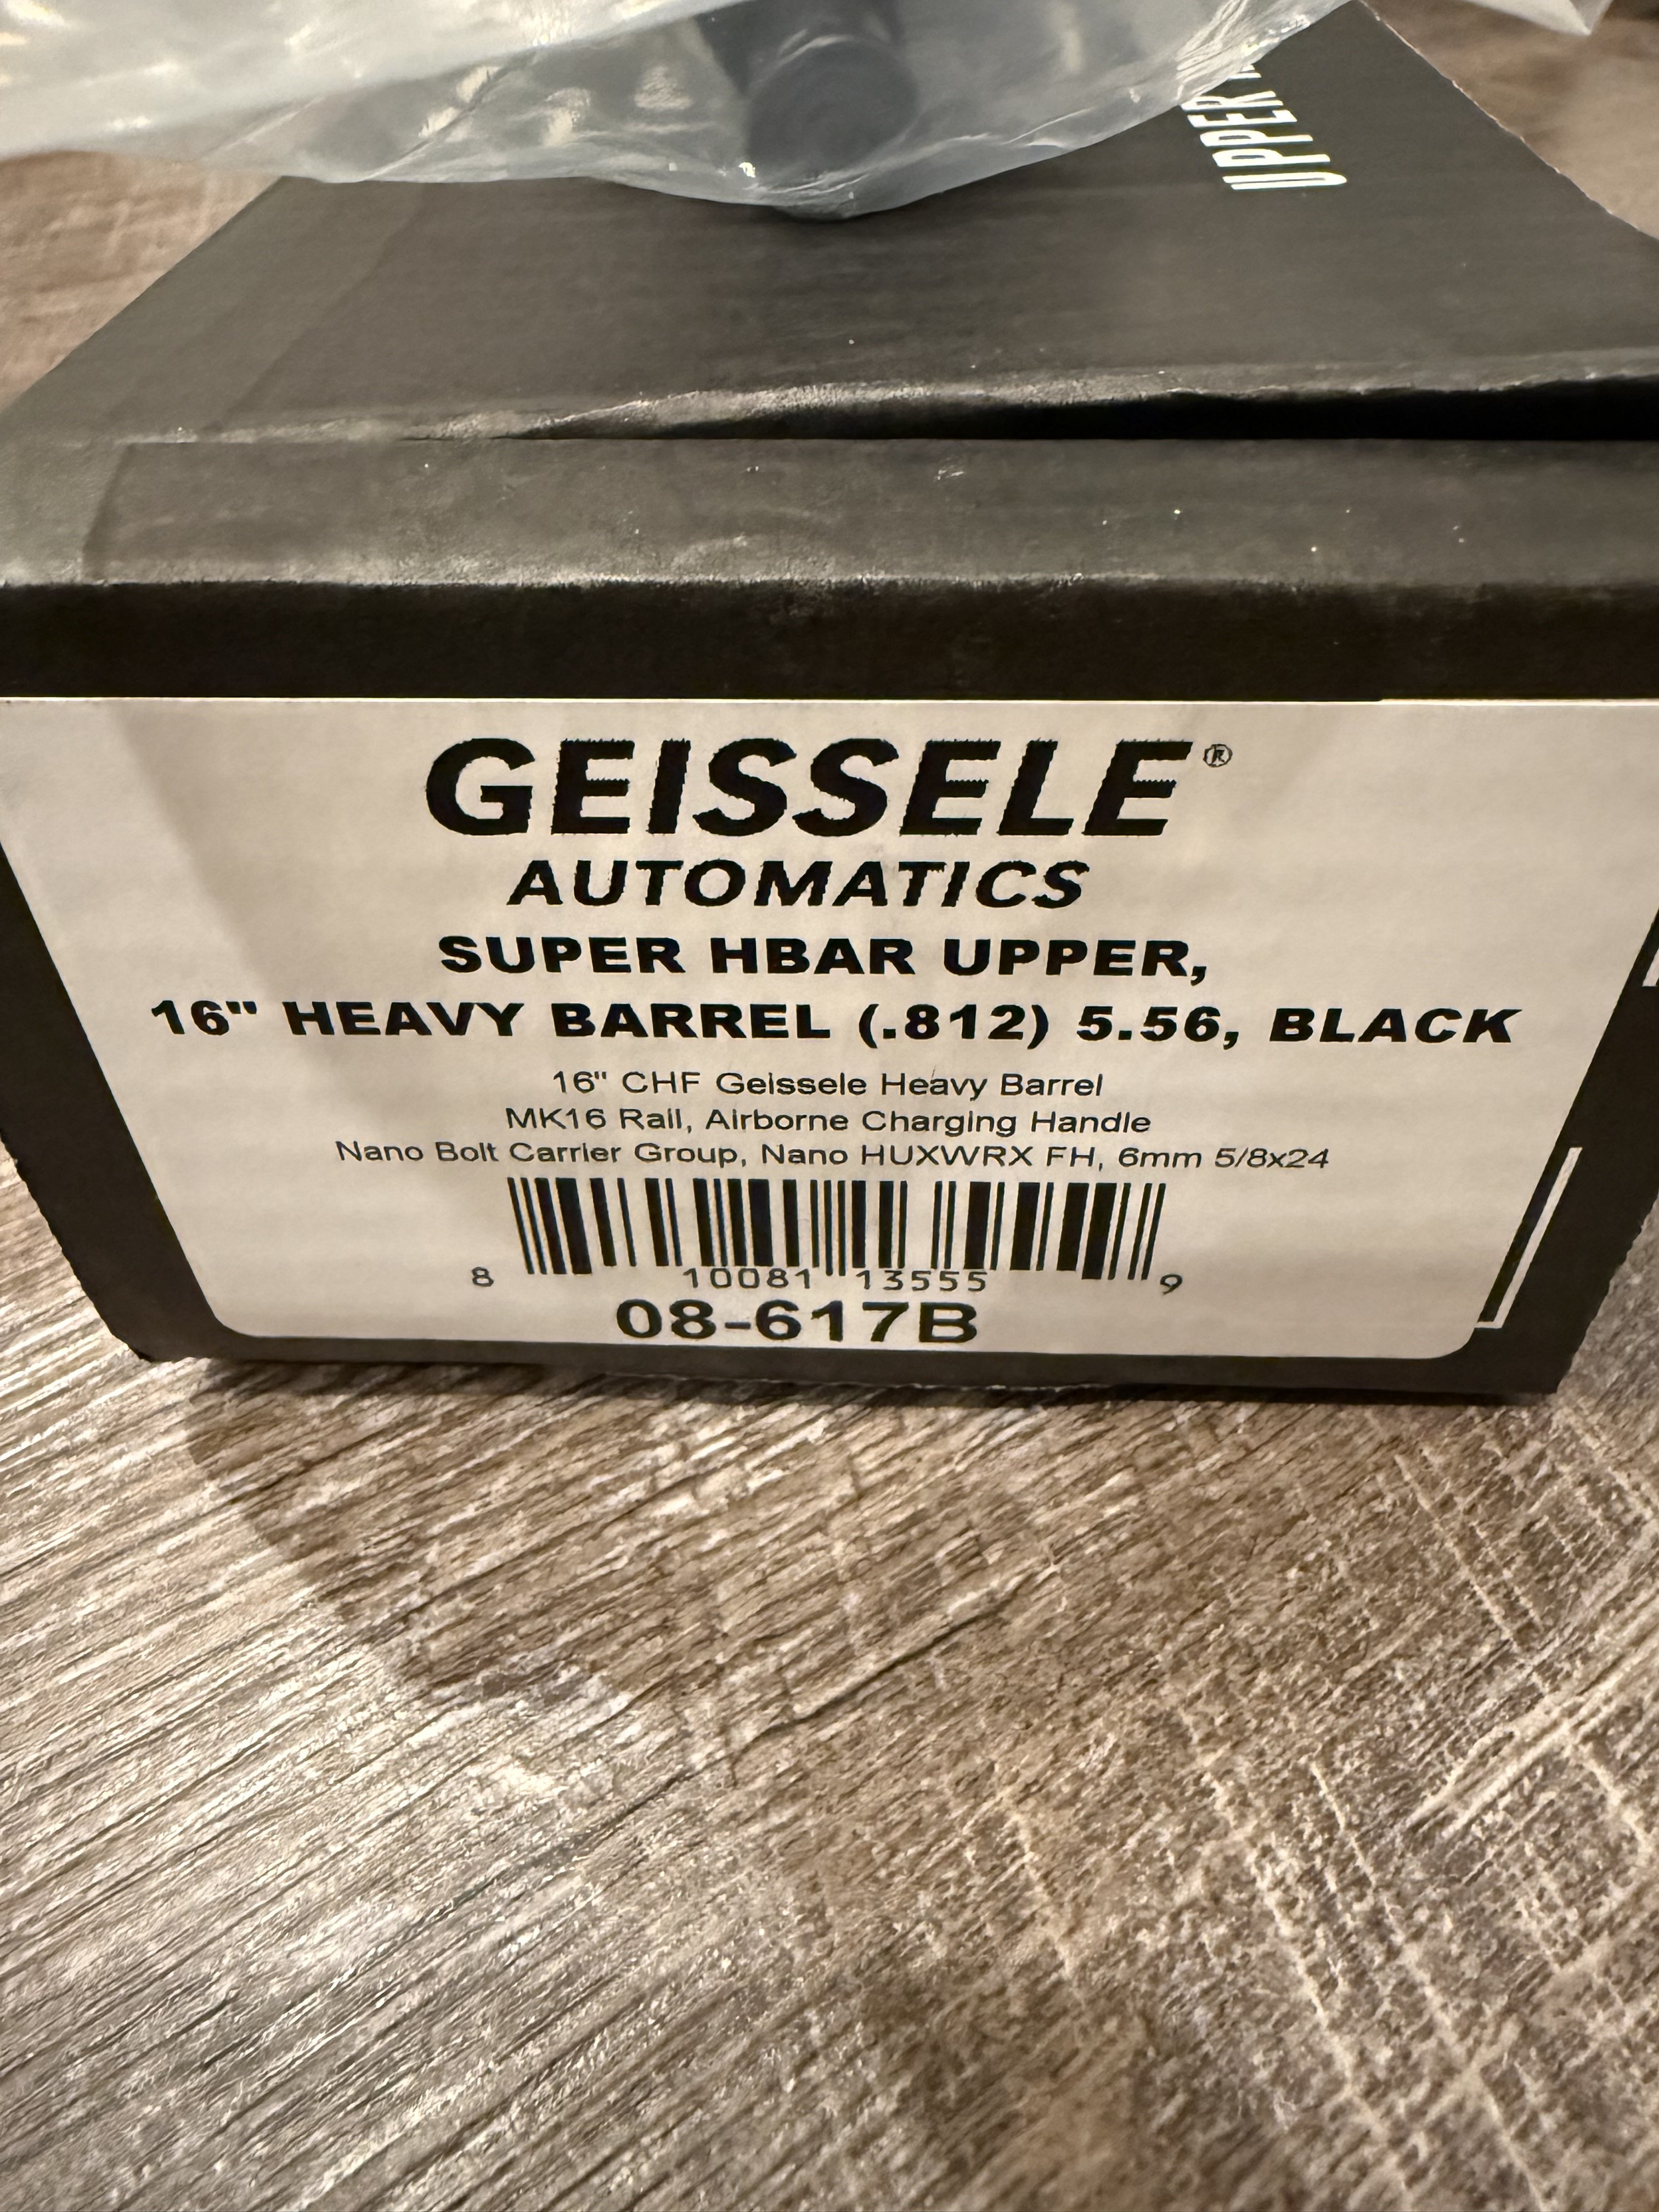 UPPER
GEISSELE®
AUTOMATICS
SUPER HBAR UPPER,
16" HEAVY BARREL (.812) 5.56, BLACK
16" CHF Geissele Heavy Barrel
MK16 Rail, Airborne Charging Handle
Nano Bolt Carrier Group, Nano HUXWRX FH, 6mm 5/8x24
8 10081 13555 9
08-617B